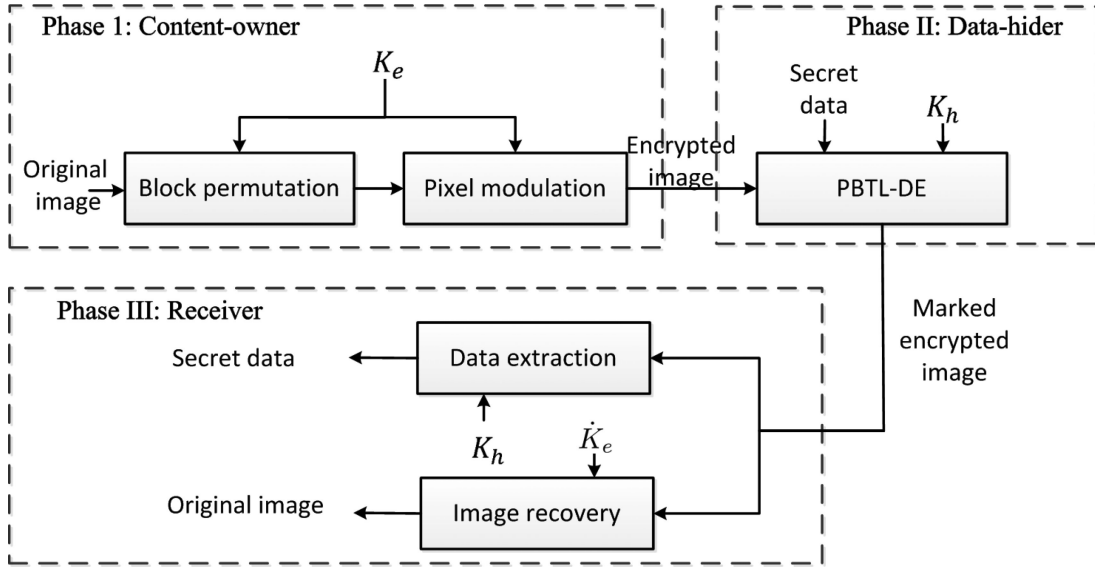 Phase 1: Content-owner
Phase II: Data-hider
K_e
Secret
data
K_h
Original
image
Block permutation
Pixel modulation
Encrypted
image
PBTL-DE
Phase III: Receiver
Marked
encrypted
image
Secret data
Data extraction
K_h
K̇_e
Original image
Image recovery